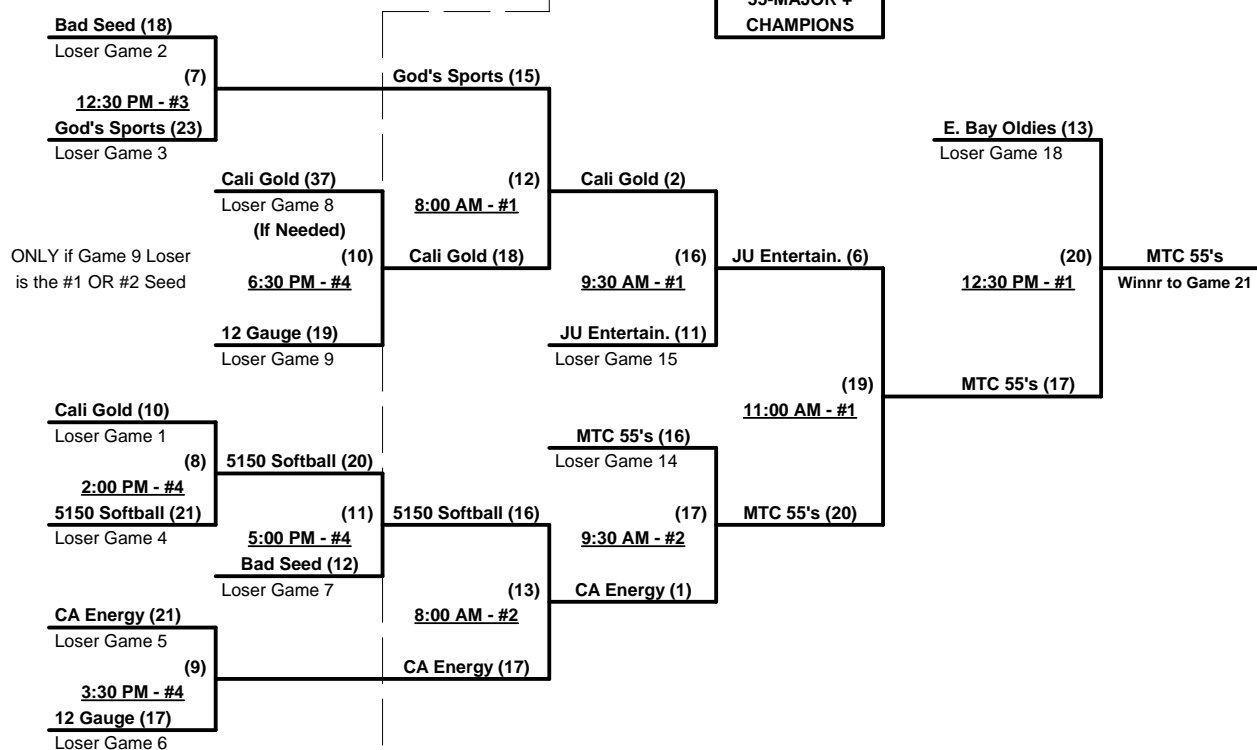 55-MAJOR +
CHAMPIONS
Bad Seed (18)
Loser Game 2
(7)
12:30 PM - #3
God's Sports (23)
Loser Game 3
God's Sports (15)
E. Bay Oldies (13)
Loser Game 18
Cali Gold (37)
Loser Game 8
(If Needed)
(10)
6:30 PM - #4
12 Gauge (19)
Loser Game 9
ONLY if Game 9 Loser
is the #1 OR #2 Seed
(12)
8:00 AM - #1
Cali Gold (18)
Cali Gold (2)
(16)
9:30 AM - #1
JU Entertain. (11)
Loser Game 15
JU Entertain. (6)
(20)
12:30 PM - #1
MTC 55's
Winnr to Game 21
(19)
11:00 AM - #1
MTC 55's (17)
Cali Gold (10)
Loser Game 1
(8)
2:00 PM - #4
5150 Softball (21)
Loser Game 4
5150 Softball (20)
(11)
5:00 PM - #4
Bad Seed (12)
Loser Game 7
5150 Softball (16)
MTC 55's (16)
Loser Game 14
(17)
9:30 AM - #2
MTC 55's (20)
CA Energy (1)
(13)
8:00 AM - #2
CA Energy (21)
Loser Game 5
(9)
3:30 PM - #4
12 Gauge (17)
Loser Game 6
CA Energy (17)